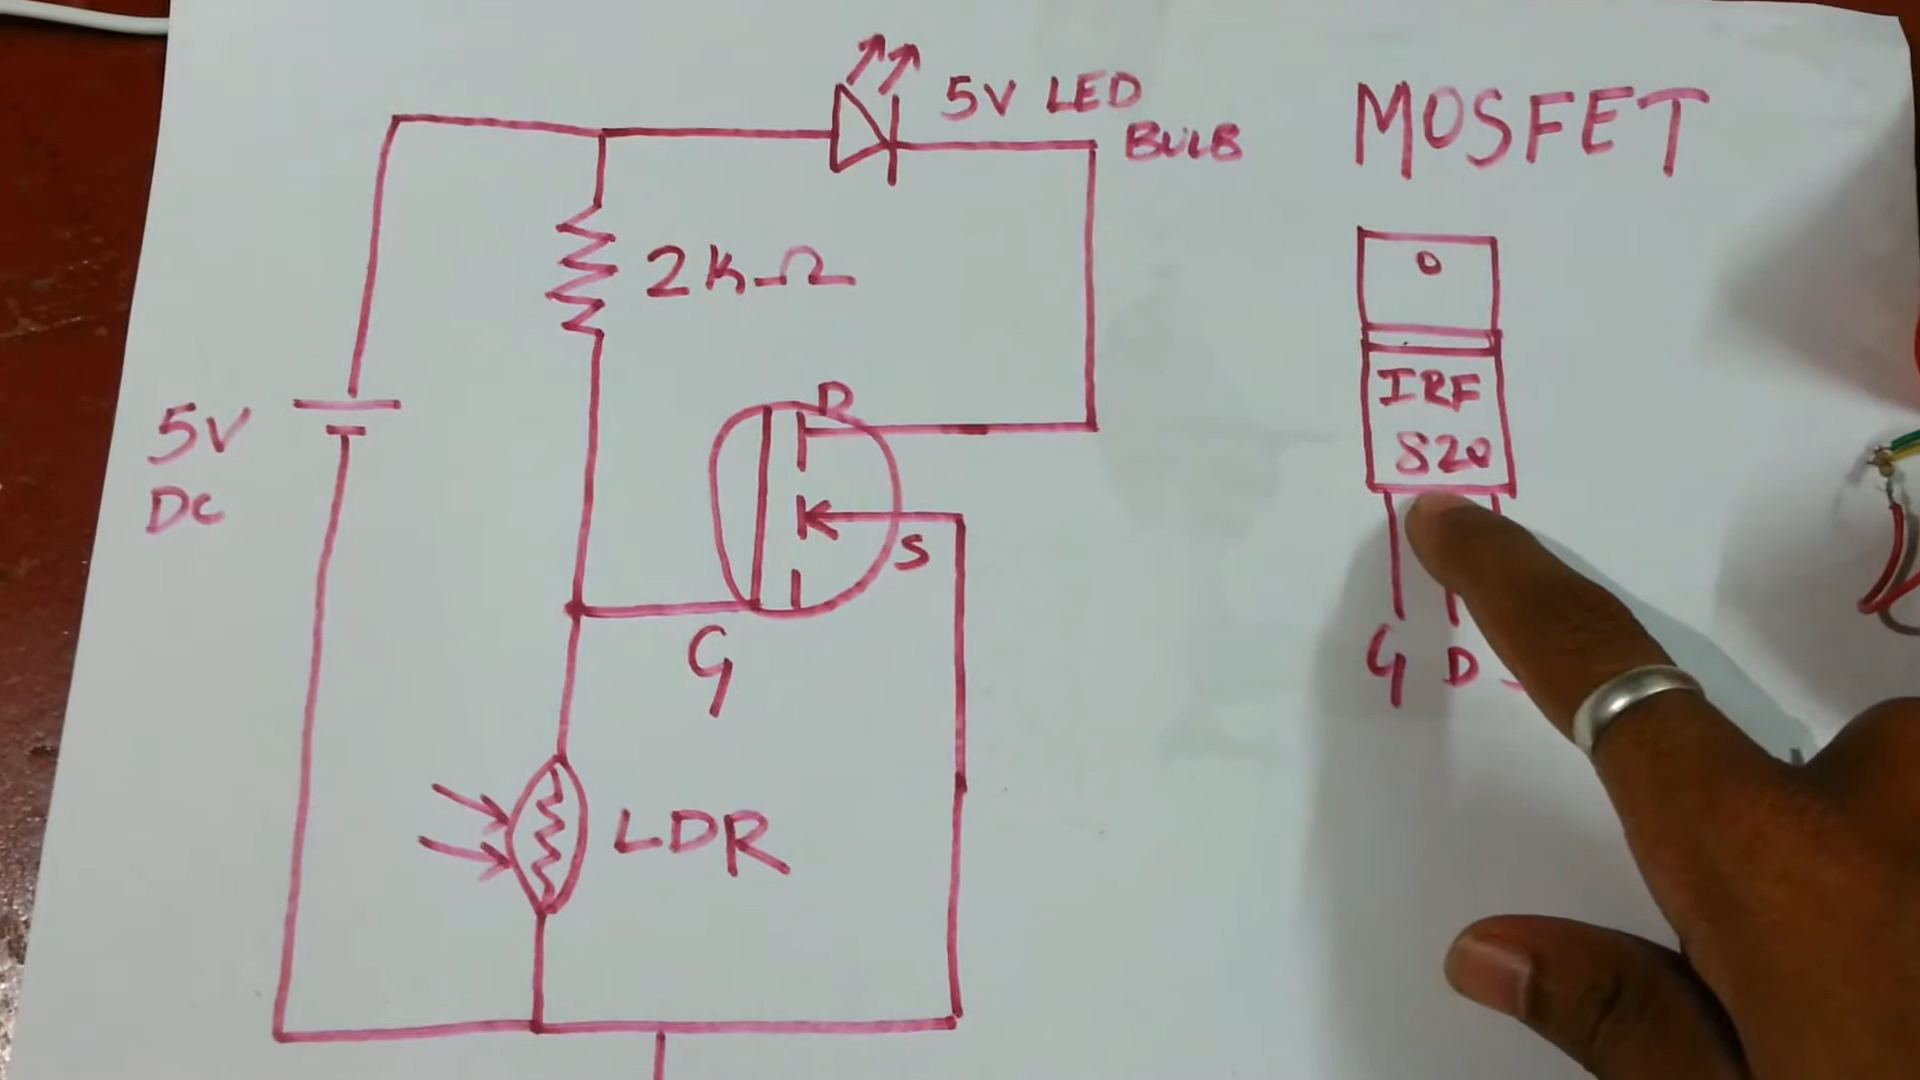 5V LED
BULB
MOSFET
2KΩ
5V
DC
D
S
G
LDR
IRF
S20
G D